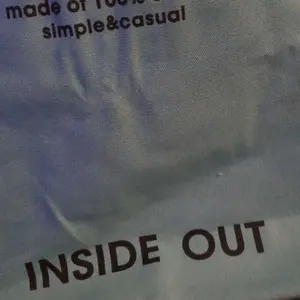 made of 100%
simple&casual
INSIDE OUT